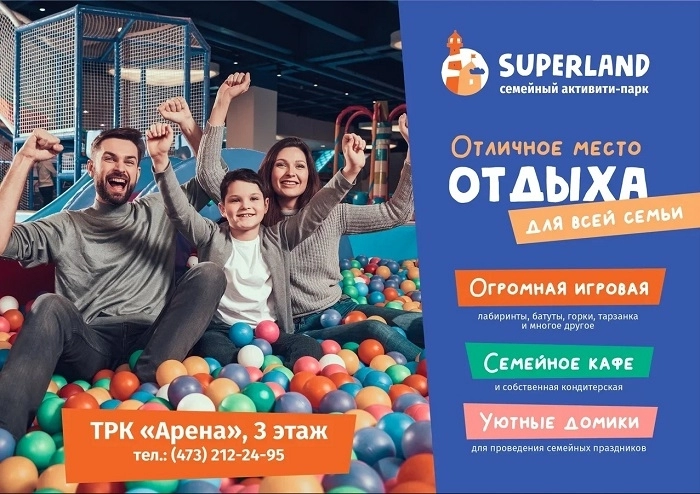 SUPERLAND
семейный активити-парк
Отличное место
ОТДЫХА
для всей семьи
Огромная игровая
лабиринты, батуты, горки, тарзанка
и многое другое
Семейное кафе
и собственная кондитерская
Уютные домики
для проведения семейных праздников
ТРК «Арена», 3 этаж
тел.: (473) 212-24-95